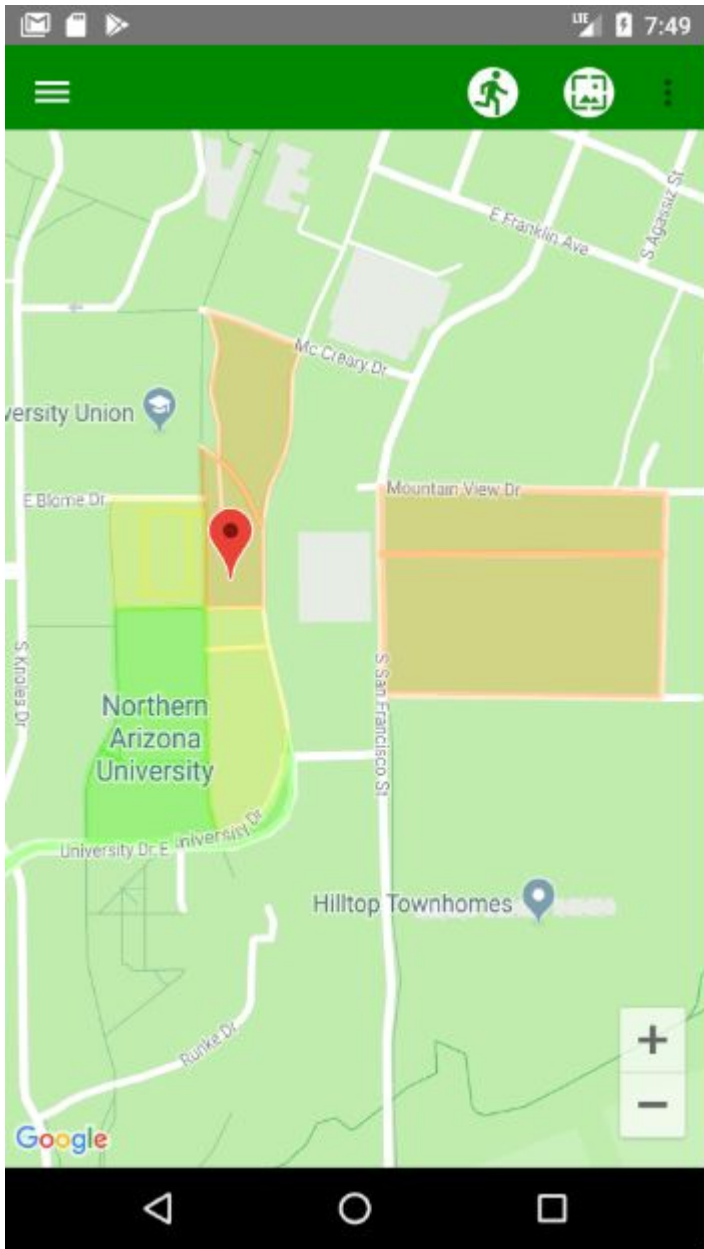 LTE 7:49
E Franklin Ave
S Agassiz St
Mc Creary Dr
versity Union
E Blome Dr
Mountain View Dr
S Knoles Dr
S San Francisco St
Northern
Arizona
University
University Dr
University Dr E
Hilltop Townhomes
Runke Dr
+
−
Google